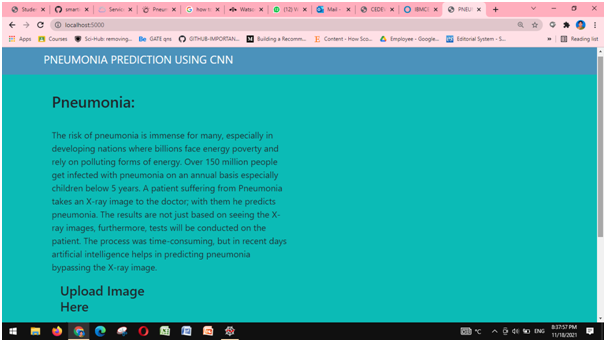 Studen
smart-i
Service
Pneum
how to
Watso
(12) W
Mail -
CEDEC
IBMCE
PNEU
localhost:5000
Apps
Courses
Sci-Hub: removing...
GATE qns
GITHUB-IMPORTAN...
Building a Recomm...
Content - How Sco...
Employee - Google...
Editorial System - S...
Reading list
PNEUMONIA PREDICTION USING CNN
Pneumonia:
The risk of pneumonia is immense for many, especially in
developing nations where billions face energy poverty and
rely on polluting forms of energy. Over 150 million people
get infected with pneumonia on an annual basis especially
children below 5 years. A patient suffering from Pneumonia
takes an X-ray image to the doctor; with them he predicts
pneumonia. The results are not just based on seeing the X-
ray images, furthermore, tests will be conducted on the
patient. The process was time-consuming, but in recent days
artificial intelligence helps in predicting pneumonia
bypassing the X-ray image.
Upload Image
Here
°C
ENG
8:37:57 PM
11/18/2021